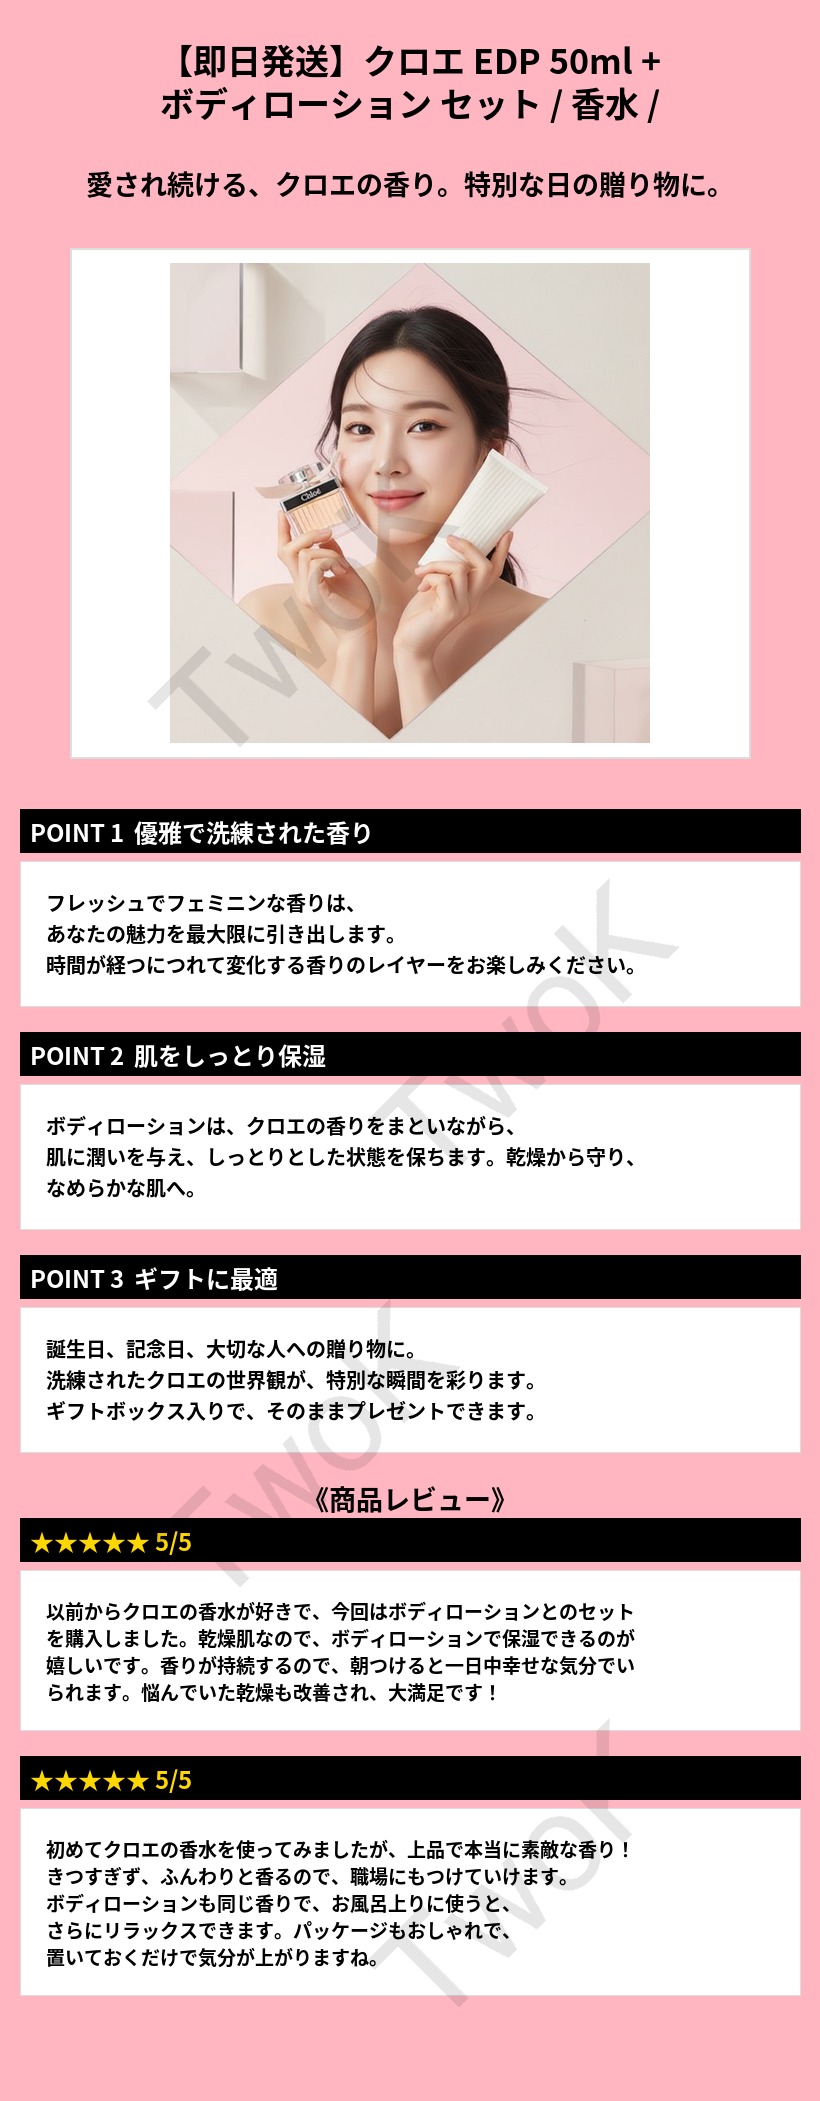 【即日発送】クロエ EDP 50ml +
ボディローション セット / 香水 /
愛され続ける、クロエの香り。特別な日の贈り物に。
Chloé
TwoK
POINT 1 優雅で洗練された香り
フレッシュでフェミニンな香りは、
あなたの魅力を最大限に引き出します。
時間が経つにつれて変化する香りのレイヤーをお楽しみください。
TwoK
POINT 2 肌をしっとり保湿
ボディローションは、クロエの香りをまといながら、
肌に潤いを与え、しっとりとした状態を保ちます。乾燥から守り、
なめらかな肌へ。
POINT 3 ギフトに最適
誕生日、記念日、大切な人への贈り物に。
洗練されたクロエの世界観が、特別な瞬間を彩ります。
ギフトボックス入りで、そのままプレゼントできます。
TwoK
《商品レビュー》
★★★★★ 5/5
以前からクロエの香水が好きで、今回はボディローションとのセット
を購入しました。乾燥肌なので、ボディローションで保湿できるのが
嬉しいです。香りが持続するので、朝つけると一日中幸せな気分でい
られます。悩んでいた乾燥も改善され、大満足です！
★★★★★ 5/5
初めてクロエの香水を使ってみましたが、上品で本当に素敵な香り！
きつすぎず、ふんわりと香るので、職場にもつけていけます。
ボディローションも同じ香りで、お風呂上りに使うと、
さらにリラックスできます。パッケージもおしゃれで、
置いておくだけで気分が上がりますね。
TwoK